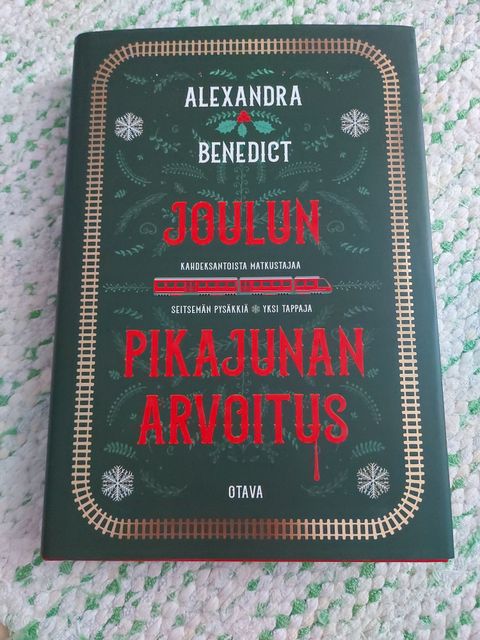 ALEXANDRA
BENEDICT
JOULUN
KAHDEKSANTOISTA MATKUSTAJAA
SEITSEMÄN PYSÄKKIÄ YKSI TAPPAJA
PIKAJUNAN
ARVOITUS
OTAVA